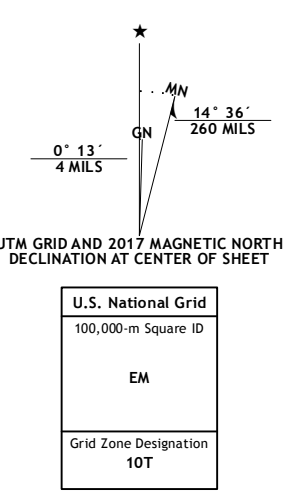 ★
MN
14° 36´
260 MILS
GN
0° 13´
4 MILS
UTM GRID AND 2017 MAGNETIC NORTH
DECLINATION AT CENTER OF SHEET
U.S. National Grid
100,000-m Square ID
EM
Grid Zone Designation
10T